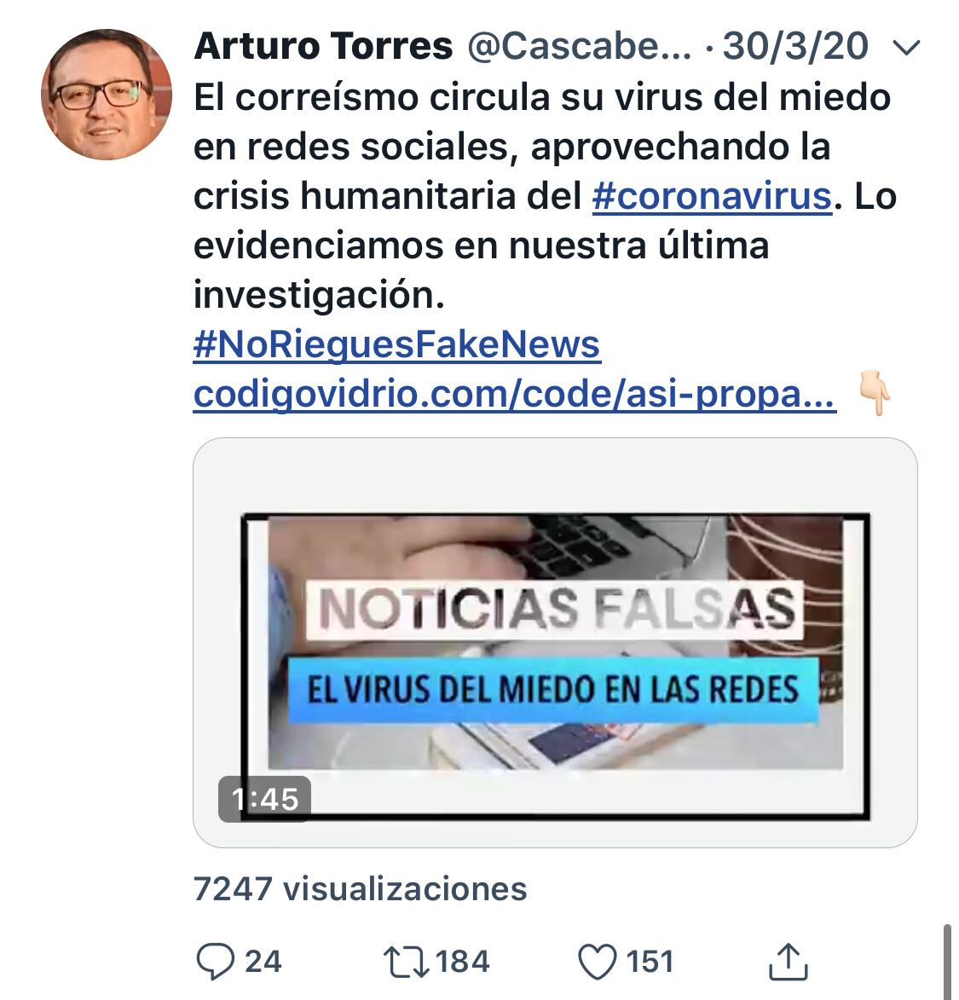 Arturo Torres @Cascabe... · 30/3/20
El correísmo circula su virus del miedo
en redes sociales, aprovechando la
crisis humanitaria del #coronavirus. Lo
evidenciamos en nuestra última
investigación.
#NoRieguesFakeNews
codigovidrio.com/code/asi-propa... 👇🏻
NOTICIAS FALSAS
EL VIRUS DEL MIEDO EN LAS REDES
1:45
7247 visualizaciones
24 184 151